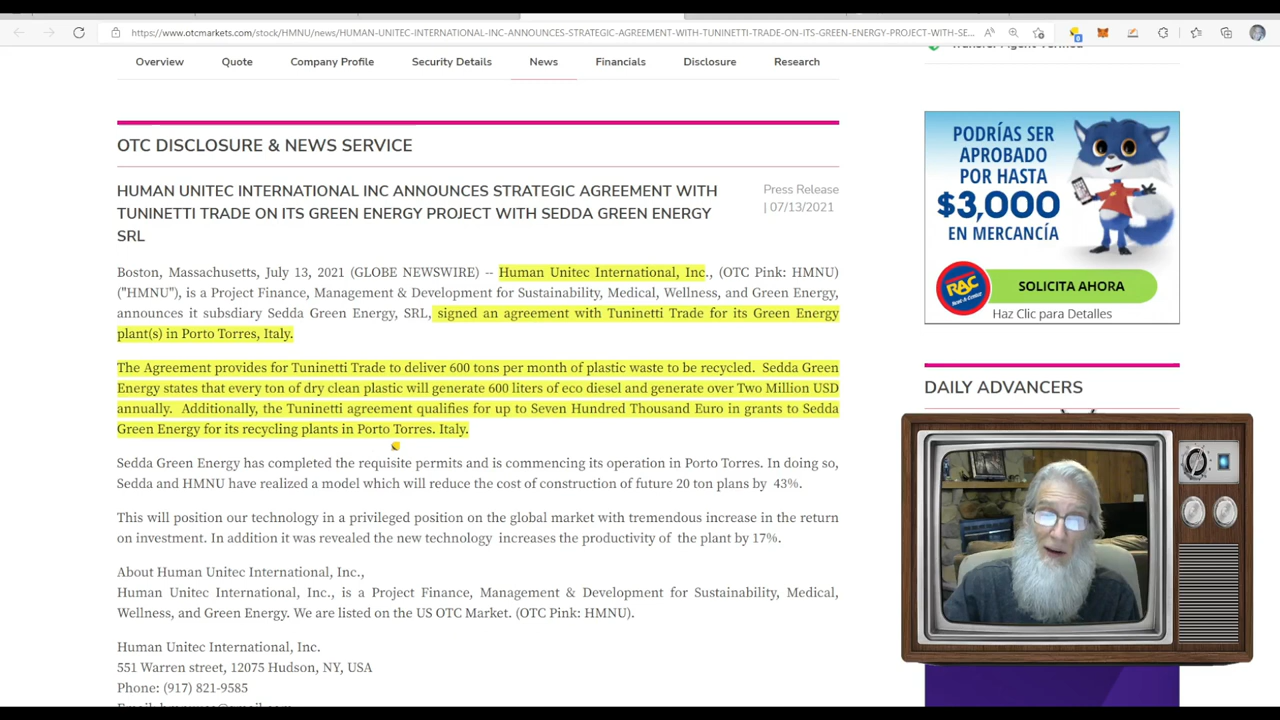 https://www.otcmarkets.com/stock/HMNU/news/HUMAN-UNITEC-INTERNATIONAL-INC-ANNOUNCES-STRATEGIC-AGREEMENT-WITH-TUNINETTI-TRADE-ON-ITS-GREEN-ENERGY-PROJECT-WITH-SE...
Overview Quote Company Profile Security Details News Financials Disclosure Research
OTC DISCLOSURE & NEWS SERVICE
HUMAN UNITEC INTERNATIONAL INC ANNOUNCES STRATEGIC AGREEMENT WITH
TUNINETTI TRADE ON ITS GREEN ENERGY PROJECT WITH SEDDA GREEN ENERGY
SRL
Press Release
| 07/13/2021
Boston, Massachusetts, July 13, 2021 (GLOBE NEWSWIRE) -- Human Unitec International, Inc., (OTC Pink: HMNU)
("HMNU"), is a Project Finance, Management & Development for Sustainability, Medical, Wellness, and Green Energy,
announces it subsdiary Sedda Green Energy, SRL, signed an agreement with Tuninetti Trade for its Green Energy
plant(s) in Porto Torres, Italy.
The Agreement provides for Tuninetti Trade to deliver 600 tons per month of plastic waste to be recycled. Sedda Green
Energy states that every ton of dry clean plastic will generate 600 liters of eco diesel and generate over Two Million USD
annually. Additionally, the Tuninetti agreement qualifies for up to Seven Hundred Thousand Euro in grants to Sedda
Green Energy for its recycling plants in Porto Torres. Italy.
Sedda Green Energy has completed the requisite permits and is commencing its operation in Porto Torres. In doing so,
Sedda and HMNU have realized a model which will reduce the cost of construction of future 20 ton plans by 43%.
This will position our technology in a privileged position on the global market with tremendous increase in the return
on investment. In addition it was revealed the new technology increases the productivity of the plant by 17%.
About Human Unitec International, Inc.,
Human Unitec International, Inc., is a Project Finance, Management & Development for Sustainability, Medical,
Wellness, and Green Energy. We are listed on the US OTC Market. (OTC Pink: HMNU).
Human Unitec International, Inc.
551 Warren street, 12075 Hudson, NY, USA
Phone: (917) 821-9585
PODRÍAS SER
APROBADO
POR HASTA
$3,000
EN MERCANCÍA
RAC
Rent-A-Center
SOLICITA AHORA
Haz Clic para Detalles
DAILY ADVANCERS